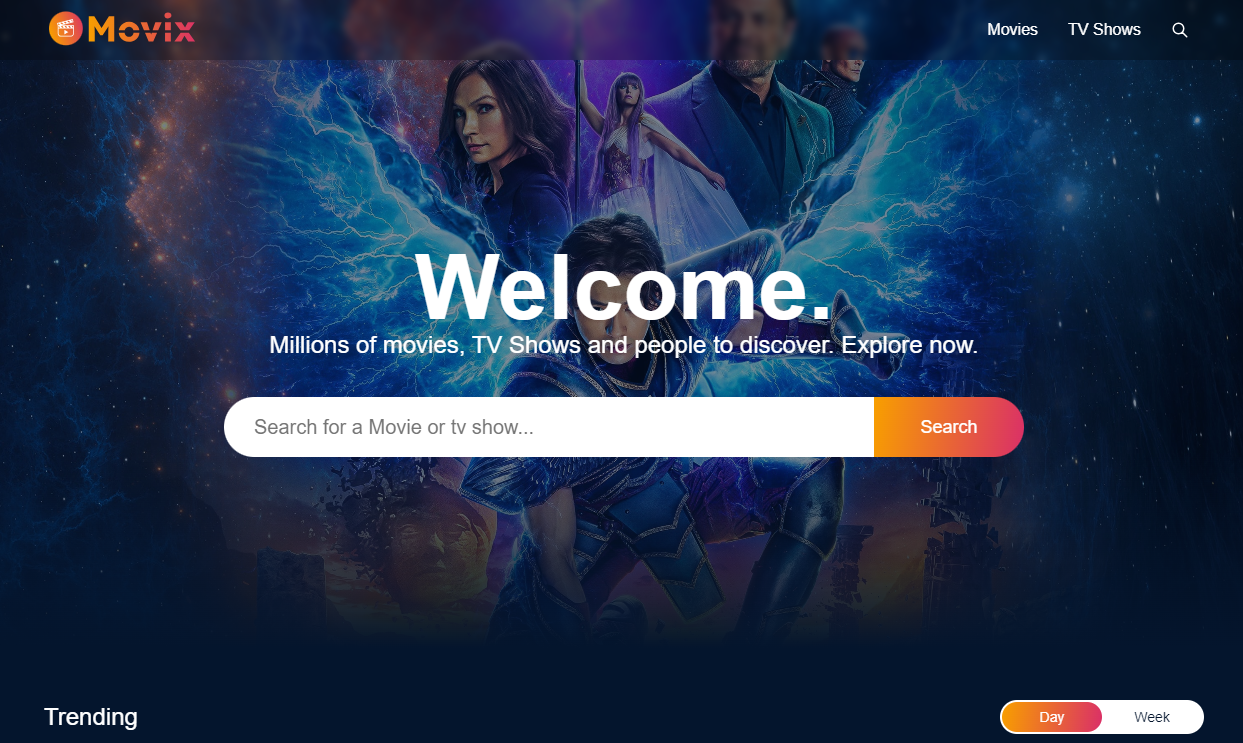 Movix
Movies
TV Shows
Welcome.
Millions of movies, TV Shows and people to discover. Explore now.
Search for a Movie or tv show...
Search
Trending
Day
Week